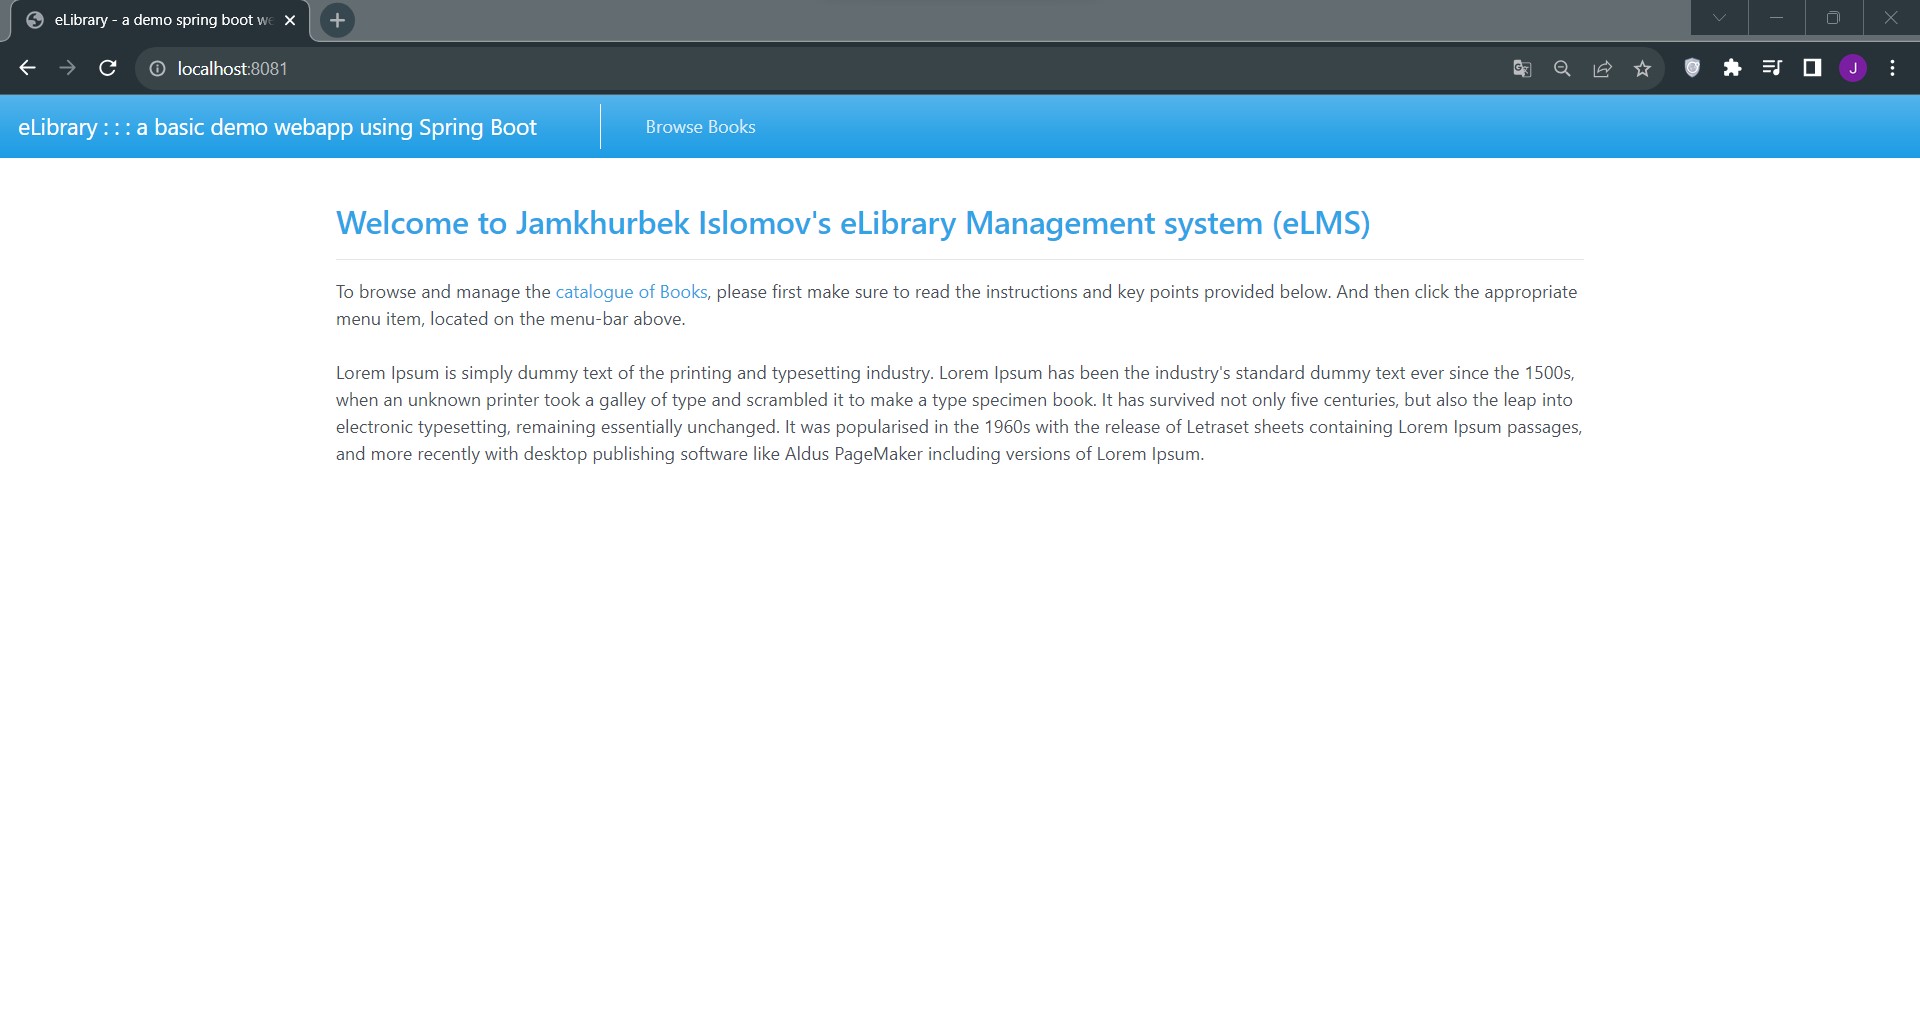 eLibrary - a demo spring boot we
localhost:8081
J
eLibrary : : : a basic demo webapp using Spring Boot
Browse Books
Welcome to Jamkhurbek Islomov's eLibrary Management system (eLMS)
To browse and manage the catalogue of Books, please first make sure to read the instructions and key points provided below. And then click the appropriate
menu item, located on the menu-bar above.
Lorem Ipsum is simply dummy text of the printing and typesetting industry. Lorem Ipsum has been the industry's standard dummy text ever since the 1500s,
when an unknown printer took a galley of type and scrambled it to make a type specimen book. It has survived not only five centuries, but also the leap into
electronic typesetting, remaining essentially unchanged. It was popularised in the 1960s with the release of Letraset sheets containing Lorem Ipsum passages,
and more recently with desktop publishing software like Aldus PageMaker including versions of Lorem Ipsum.